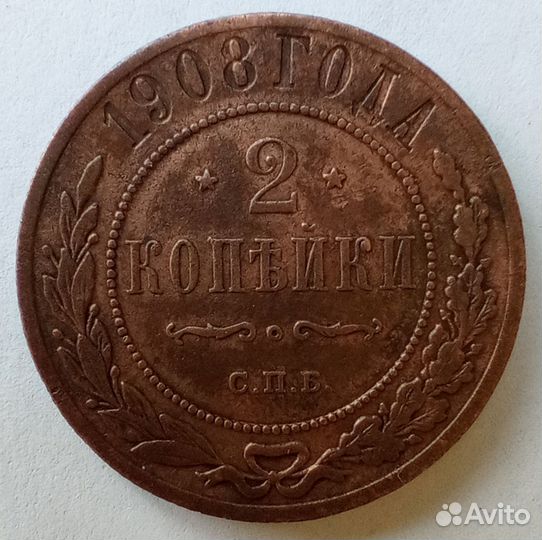 1908 ГОДА
2
КОПѢЙКИ
С.П.Б.
Avito